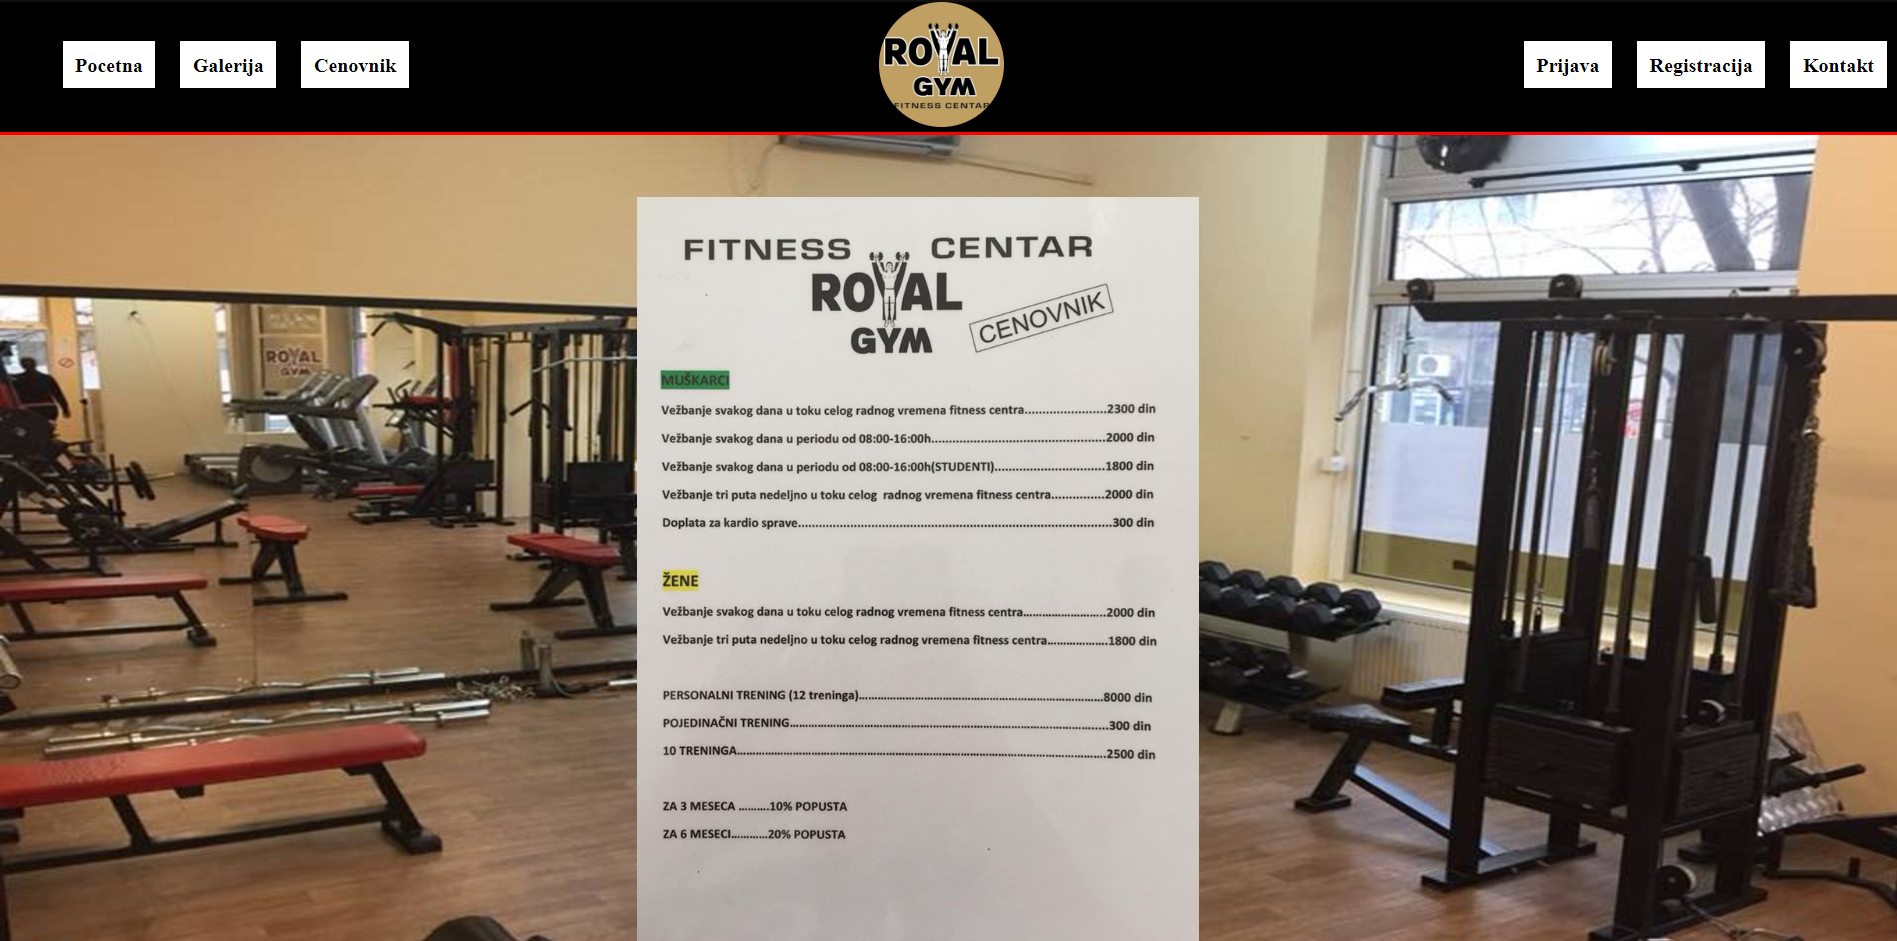 Pocetna
Galerija
Cenovnik
ROYAL
GYM
FITNESS CENTAR
Prijava
Registracija
Kontakt
FITNESS CENTAR
ROYAL
GYM
CENOVNIK
ROYAL
GYM
MUŠKARCI
Vežbanje svakog dana u toku celog radnog vremena fitness centra.......................2300 din
Vežbanje svakog dana u periodu od 08:00-16:00h.................................................2000 din
Vežbanje svakog dana u periodu od 08:00-16:00h(STUDENTI)...............................1800 din
Vežbanje tri puta nedeljno u toku celog radnog vremena fitness centra...............2000 din
Doplata za kardio sprave........................................................................................300 din
ŽENE
Vežbanje svakog dana u toku celog radnog vremena fitness centra.......................2000 din
Vežbanje tri puta nedeljno u toku celog radnog vremena fitness centra.................1800 din
PERSONALNI TRENING (12 treninga)....................................................................8000 din
POJEDINAČNI TRENING.........................................................................................300 din
10 TRENINGA.......................................................................................................2500 din
ZA 3 MESECA ..........10% POPUSTA
ZA 6 MESECI............20% POPUSTA